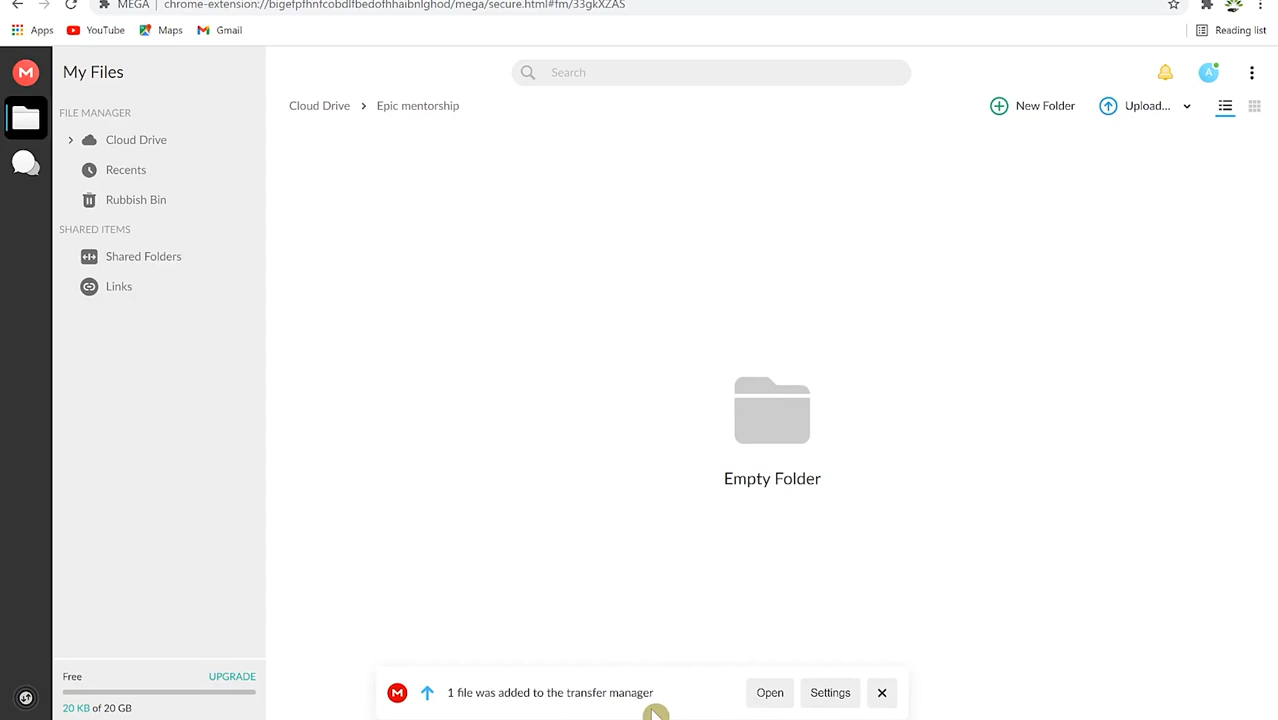 MEGA
chrome-extension://bigefpfhnfcobdlfbedofhhaibnlghod/mega/secure.html#fm/33gkXZAS
Apps YouTube Maps Gmail Reading list
My Files
Search
A
FILE MANAGER
Cloud Drive > Epic mentorship
New Folder Upload...
Cloud Drive
Recents
Rubbish Bin
SHARED ITEMS
Shared Folders
Links
Empty Folder
Free UPGRADE
20 KB of 20 GB
1 file was added to the transfer manager Open Settings